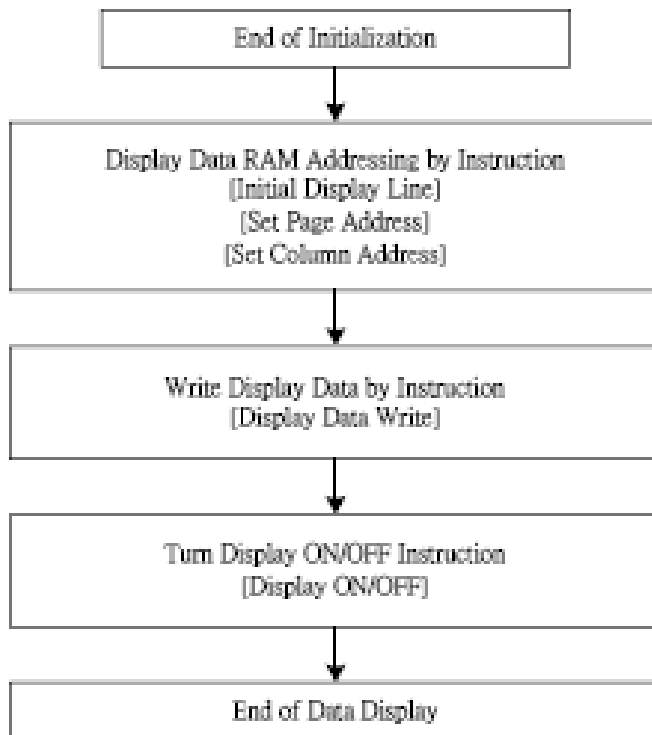 End of Initialization
Display Data RAM Addressing by Instruction
[Initial Display Line]
[Set Page Address]
[Set Column Address]
Write Display Data by Instruction
[Display Data Write]
Turn Display ON/OFF Instruction
[Display ON/OFF]
End of Data Display